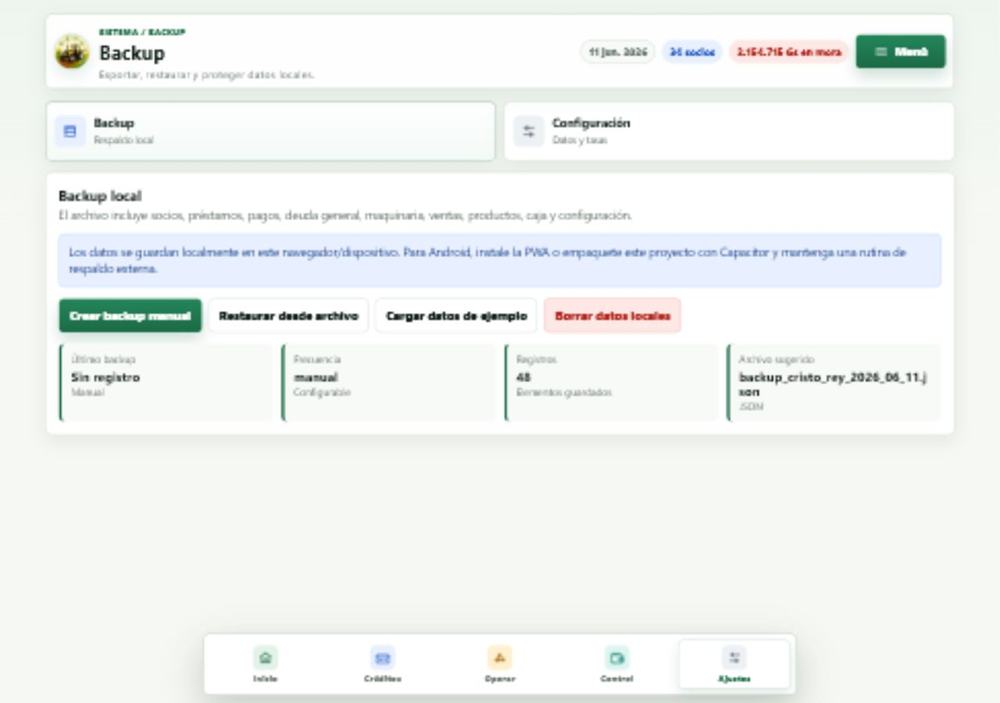 SISTEMA / BACKUP
Backup
Exportar, restaurar y proteger datos locales.
11 jun. 2026
34 socios
2.154.715 Gs en mora
Menú
Backup
Respaldo local
Configuración
Datos y tasas
Backup local
El archivo incluye socios, préstamos, pagos, deuda general, maquinaria, ventas, productos, caja y configuración.
Los datos se guardan localmente en este navegador/dispositivo. Para Android, instale la PWA o empaquete este proyecto con Capacitor y mantenga una rutina de
respaldo externa.
Crear backup manual
Restaurar desde archivo
Cargar datos de ejemplo
Borrar datos locales
Último backup
Sin registro
Manual
Frecuencia
manual
Configurable
Registros
48
Elementos guardados
Archivo sugerido
backup_cristo_rey_2026_06_11.j
son
JSON
Inicio
Créditos
Operar
Control
Ajustes